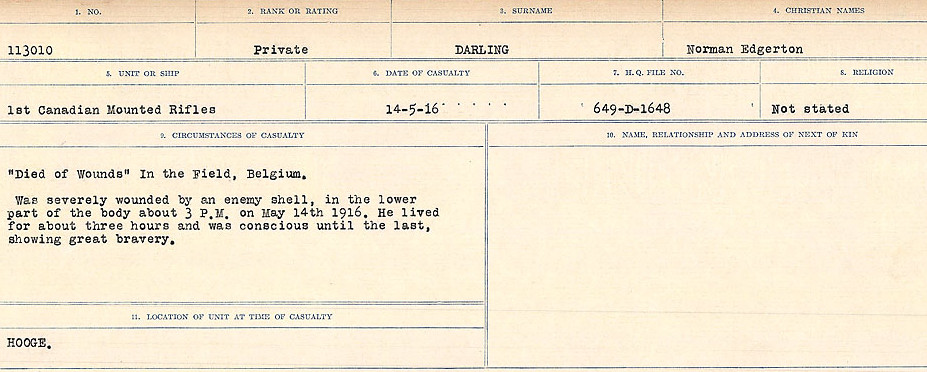 1. NO.
2. RANK OR RATING
3. SURNAME
4. CHRISTIAN NAMES
113010
Private
DARLING
Norman Edgerton
5. UNIT OR SHIP
6. DATE OF CASUALTY
7. H.Q. FILE NO.
8. RELIGION
1st Canadian Mounted Rifles
14-5-16
649-D-1648
Not stated
9. CIRCUMSTANCES OF CASUALTY
10. NAME, RELATIONSHIP AND ADDRESS OF NEXT OF KIN
"Died of Wounds" In the Field, Belgium.
Was severely wounded by an enemy shell, in the lower
part of the body about 3 P.M. on May 14th 1916. He lived
for about three hours and was conscious until the last,
showing great bravery.
11. LOCATION OF UNIT AT TIME OF CASUALTY
HOOGE.